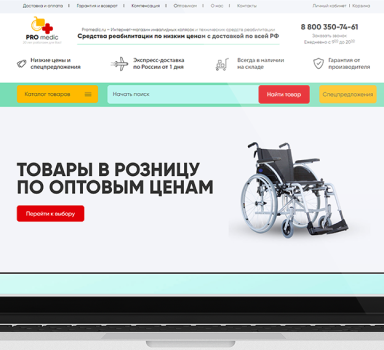 Доставка и оплата Гарантия и возврат Компенсация Оптовикам О нас Контакты Личный кабинет Корзина
PRO medic
Promedic.ru — Интернет-магазин инвалидных колясок и технических средств реабилитации
Средства реабилитации по низким ценам с доставкой по всей РФ
8 800 350-74-61
Заказать звонок
Ежедневно с 9⁰⁰ до 20⁰⁰
Низкие цены и спецпредложения
Экспресс-доставка по России от 1 дня
Всегда в наличии на складе
Гарантия от производителя
Каталог товаров Начать поиск Найти товар Спецпредложения
ТОВАРЫ В РОЗНИЦУ
ПО ОПТОВЫМ ЦЕНАМ
Перейти к выбору